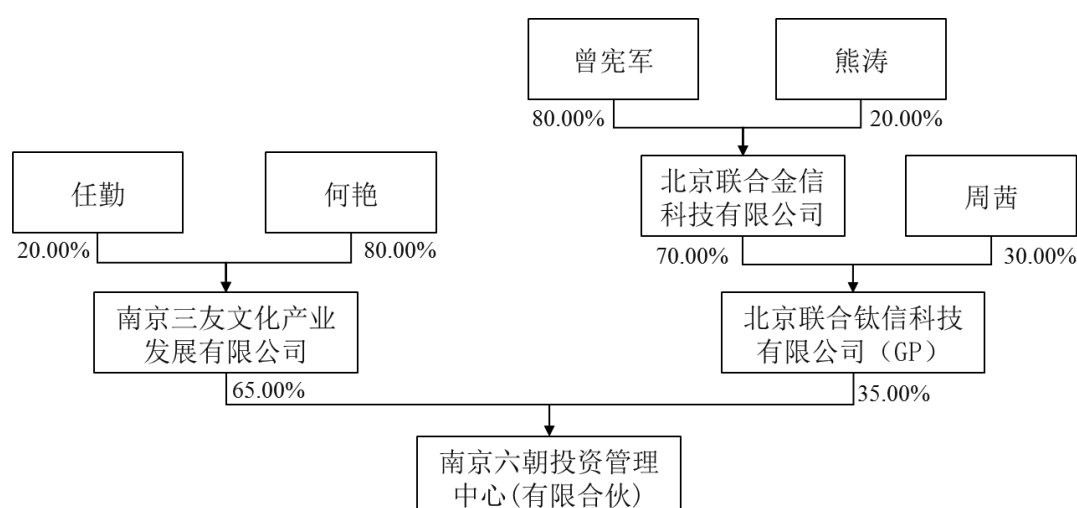 曾宪军
熊涛
80.00%
20.00%
任勤
何艳
北京联合金信
科技有限公司
周茜
20.00%
80.00%
70.00%
30.00%
南京三友文化产业
发展有限公司
北京联合钛信科技
有限公司（GP）
65.00%
35.00%
南京六朝投资管理
中心(有限合伙)